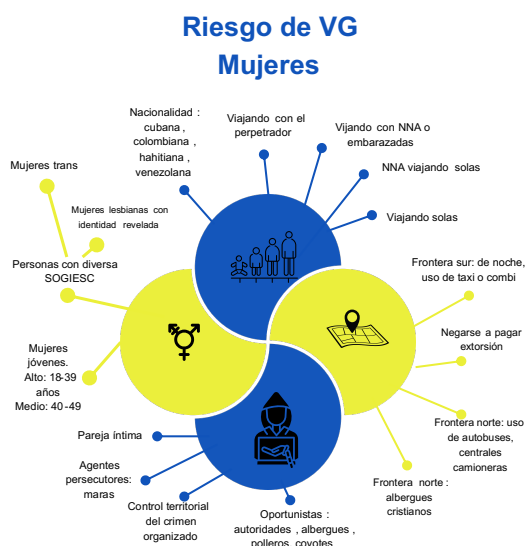 Riesgo de VG
Mujeres
Nacionalidad :
cubana ,
colombiana ,
hahitiana ,
venezolana
Viajando con el
perpetrador
Vijando con NNA o
embarazadas
NNA viajando solas
Viajando solas
Mujeres trans
Mujeres lesbianas con
identidad revelada
Personas con diversa
SOGIESC
Mujeres
jóvenes.
Alto: 18-39
años
Medio: 40-49
Frontera sur: de noche,
uso de taxi o combi
Negarse a pagar
extorsión
Frontera norte: uso
de autobuses,
centrales
camioneras
Frontera norte :
albergues
cristianos
Pareja íntima
Agentes
persecutores:
maras
Control territorial
del crimen
organizado
Oportunistas :
autoridades , albergues ,
polleros, coyotes